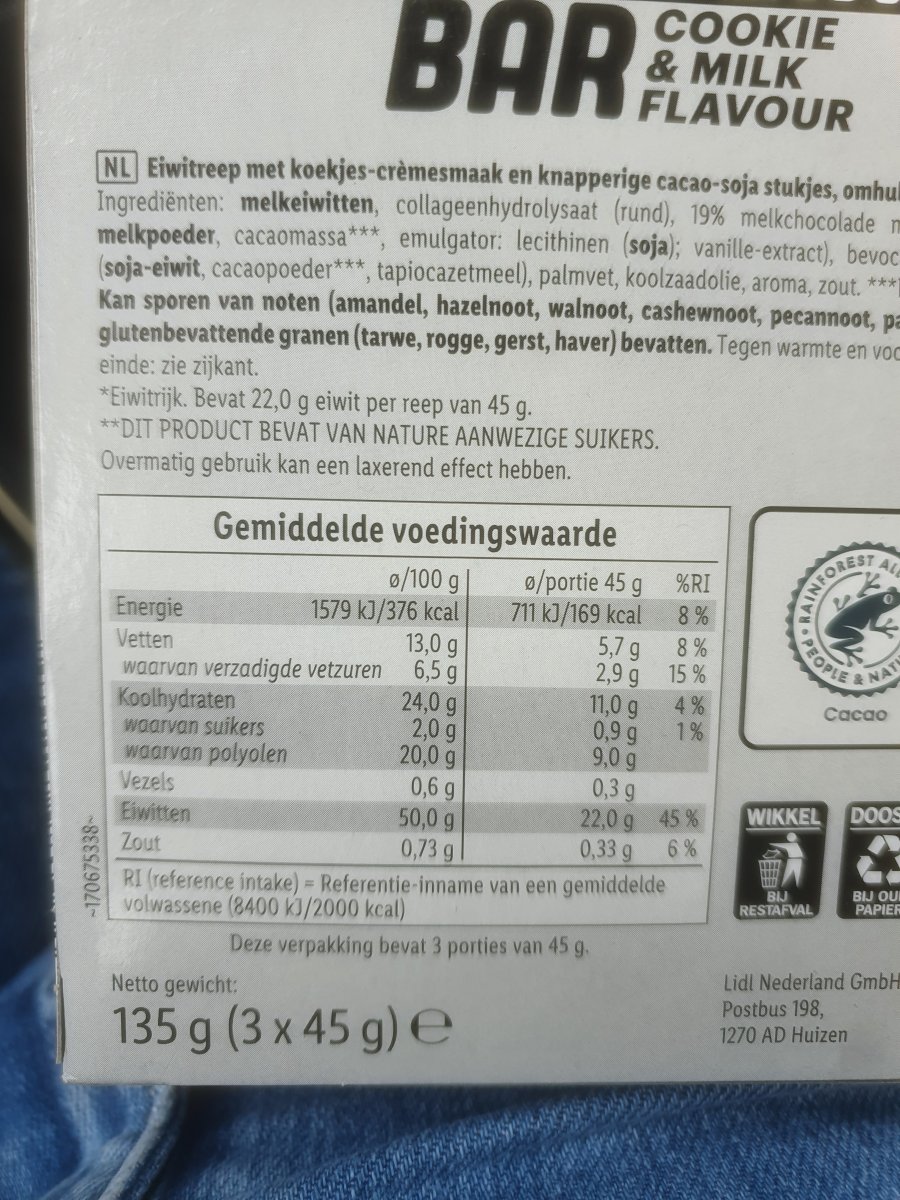 BAR
COOKIE
& MILK
FLAVOUR
NL Eiwitreep met koekjes-crèmesmaak en knapperige cacao-soja stukjes,
Ingrediënten: melkeiwitten, collageenhydrolysaat (rund), 19% melkchocolade
melkpoeder, cacaomassa***, emulgator: lecithinen (soja); vanille-extract),
(soja-eiwit, cacaopoeder***, tapiocazetmeel), palmvet, koolzaadolie, aroma, zout. ***
Kan sporen van noten (amandel, hazelnoot, walnoot, cashewnoot, pecannoot,
glutenbevattende granen (tarwe, rogge, gerst, haver) bevatten. Tegen warmte en
einde: zie zijkant.
*Eiwitrijk. Bevat 22,0 g eiwit per reep van 45 g.
**DIT PRODUCT BEVAT VAN NATURE AANWEZIGE SUIKERS.
Overmatig gebruik kan een laxerend effect hebben.
Gemiddelde voedingswaarde
ø/100 g ø/portie 45 g %RI
Energie 1579 kJ/376 kcal 711 kJ/169 kcal 8 %
Vetten 13,0 g 5,7 g 8 %
waarvan verzadigde vetzuren 6,5 g 2,9 g 15 %
Koolhydraten 24,0 g 11,0 g 4 %
waarvan suikers 2,0 g 0,9 g 1 %
waarvan polyolen 20,0 g 9,0 g
Vezels 0,6 g 0,3 g
Eiwitten 50,0 g 22,0 g 45 %
Zout 0,73 g 0,33 g 6 %
RI (reference intake) = Referentie-inname van een gemiddelde
volwassene (8400 kJ/2000 kcal)
Deze verpakking bevat 3 porties van 45 g.
Netto gewicht:
135 g (3 x 45 g) ℮
~170675338~
RAINFOREST
PEOPLE &
Cacao
WIKKEL
BIJ
RESTAFVAL
DOOS
BIJ
PAPIER
Lidl Nederland GmbH
Postbus 198,
1270 AD Huizen